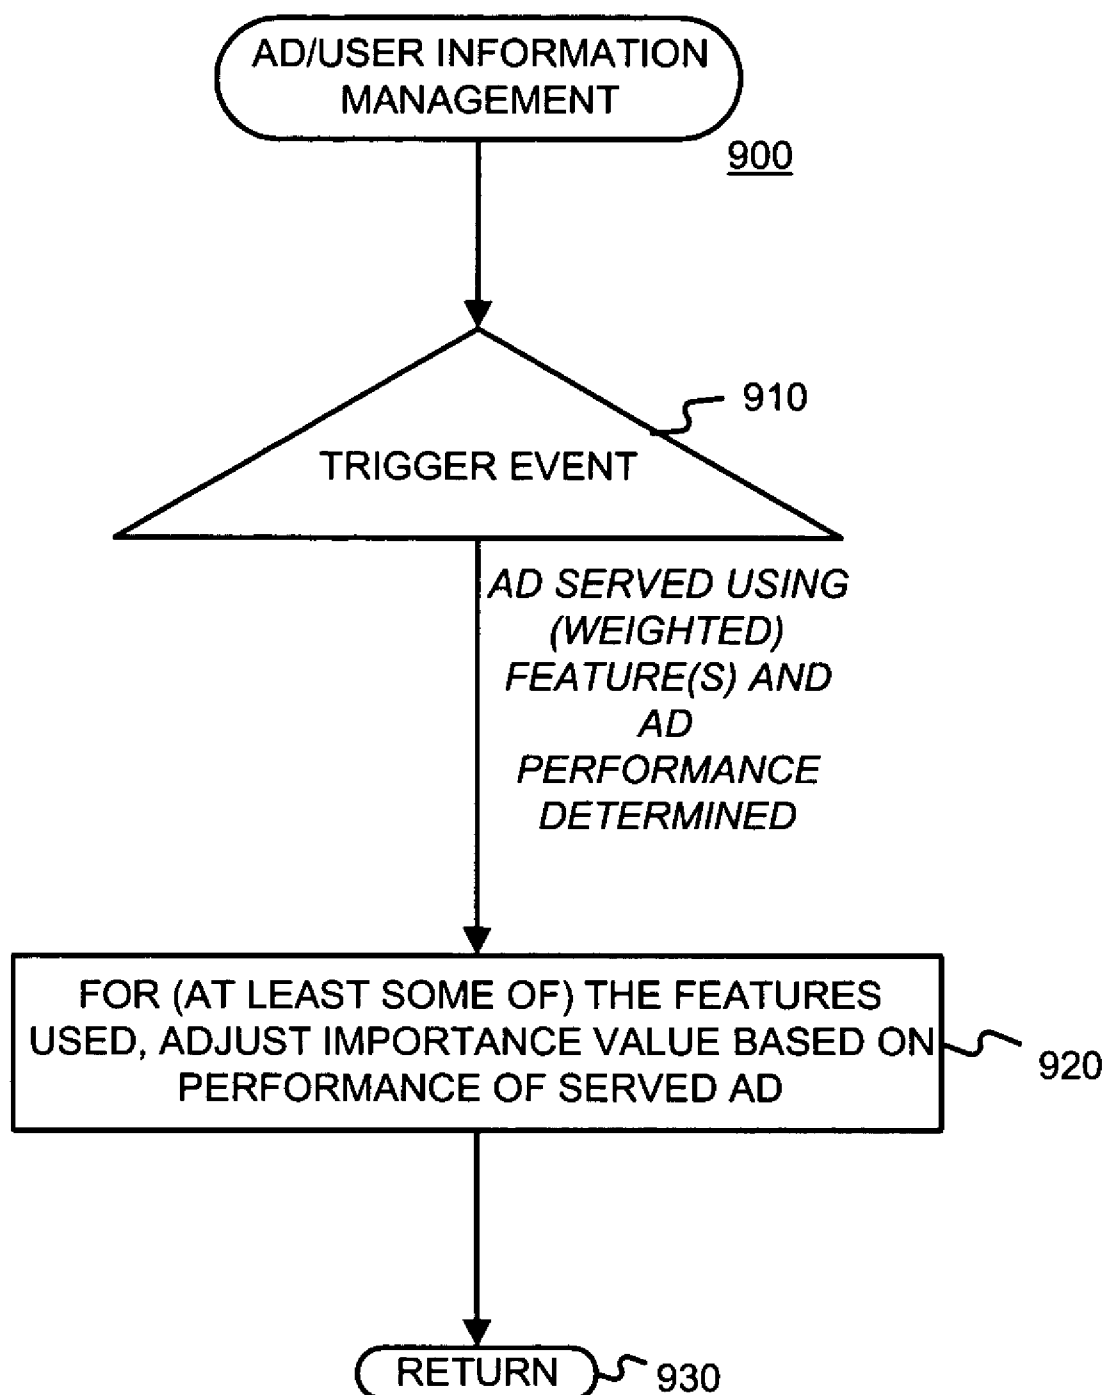 AD/USER INFORMATION
MANAGEMENT
900
910
TRIGGER EVENT
AD SERVED USING
(WEIGHTED)
FEATURE(S) AND
AD
PERFORMANCE
DETERMINED
FOR (AT LEAST SOME OF) THE FEATURES
USED, ADJUST IMPORTANCE VALUE BASED ON
PERFORMANCE OF SERVED AD
920
RETURN
930